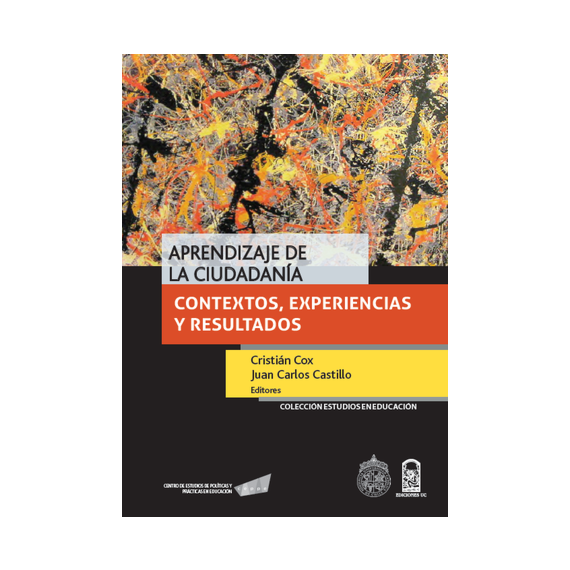 APRENDIZAJE DE
LA CIUDADANÍA
CONTEXTOS, EXPERIENCIAS
Y RESULTADOS
Cristián Cox
Juan Carlos Castillo
Editores
COLECCIÓN ESTUDIOS EN EDUCACIÓN
CENTRO DE ESTUDIOS DE POLÍTICAS Y
PRÁCTICAS EN EDUCACIÓN
EDICIONES UC